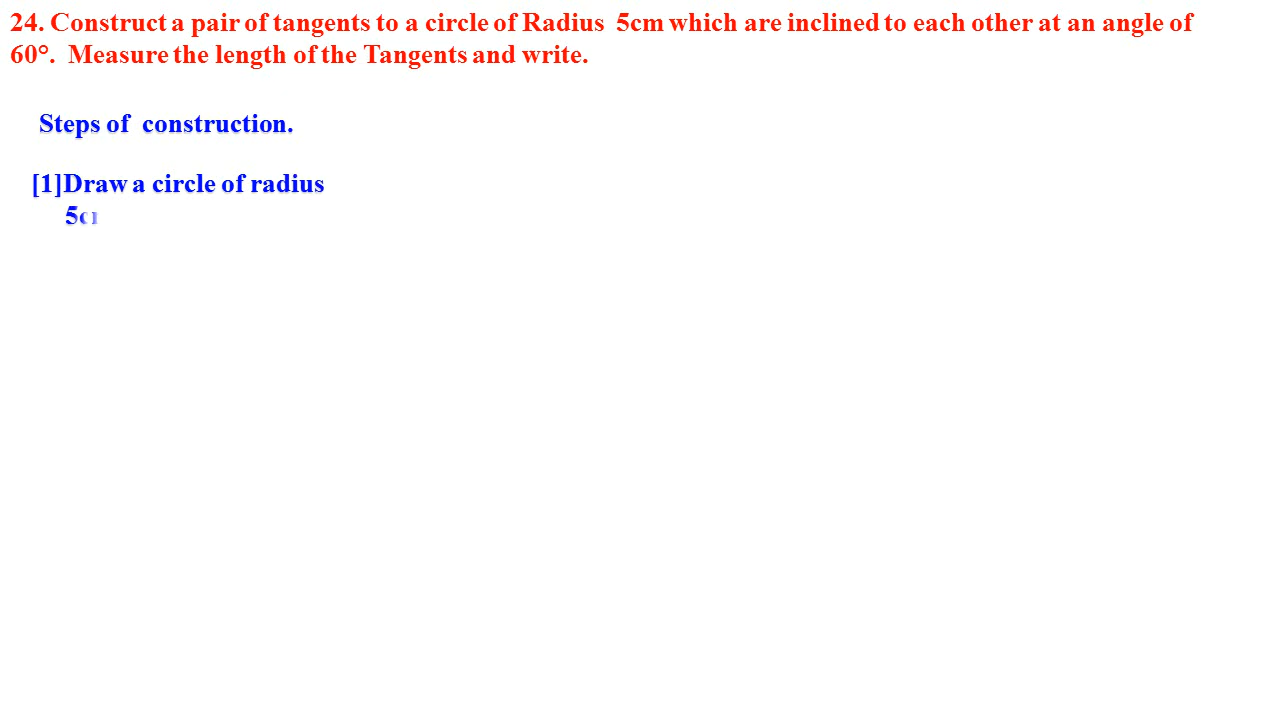 24. Construct a pair of tangents to a circle of Radius 5cm which are inclined to each other at an angle of
60°. Measure the length of the Tangents and write.
Steps of construction.
[1]Draw a circle of radius
5